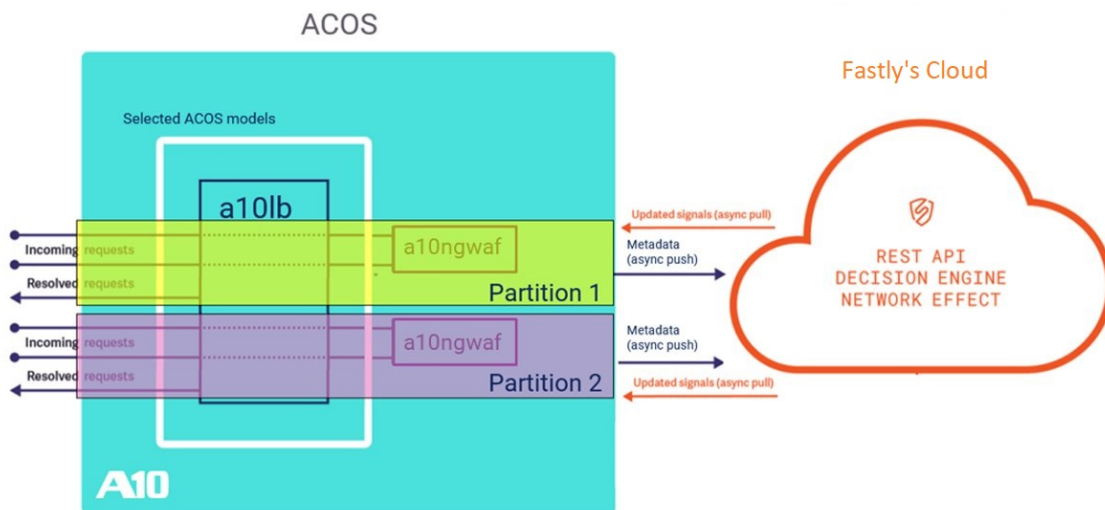 ACOS
Fastly's Cloud
Selected ACOS models
a10lb
Incoming requests
Resolved requests
a10ngwaf
Partition 1
Updated signals (async pull)
Metadata
(async push)
REST API
DECISION ENGINE
NETWORK EFFECT
Incoming requests
Resolved requests
a10ngwaf
Partition 2
Metadata
(async push)
Updated signals (async pull)
A10